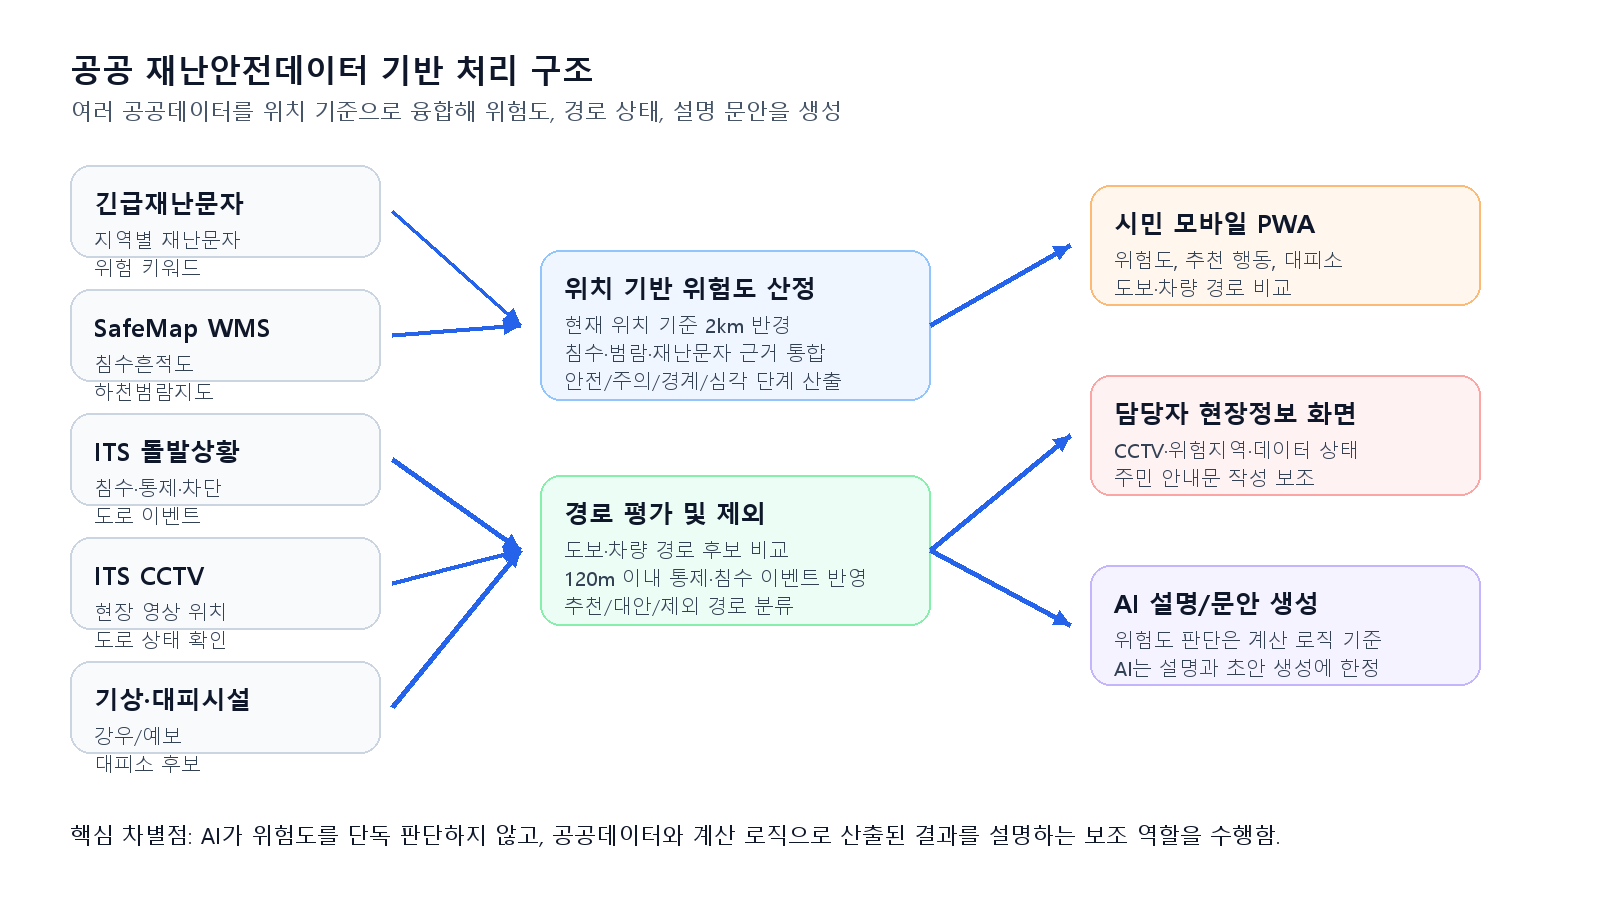 공공 재난안전데이터 기반 처리 구조
여러 공공데이터를 위치 기준으로 융합해 위험도, 경로 상태, 설명 문안을 생성
긴급재난문자
지역별 재난문자
위험 키워드
SafeMap WMS
침수흔적도
하천범람지도
ITS 돌발상황
침수·통제·차단
도로 이벤트
ITS CCTV
현장 영상 위치
도로 상태 확인
기상·대피시설
강우/예보
대피소 후보
위치 기반 위험도 산정
현재 위치 기준 2km 반경
침수·범람·재난문자 근거 통합
안전/주의/경계/심각 단계 산출
경로 평가 및 제외
도보·차량 경로 후보 비교
120m 이내 통제·침수 이벤트 반영
추천/대안/제외 경로 분류
시민 모바일 PWA
위험도, 추천 행동, 대피소
도보·차량 경로 비교
담당자 현장정보 화면
CCTV·위험지역·데이터 상태
주민 안내문 작성 보조
AI 설명/문안 생성
위험도 판단은 계산 로직 기준
AI는 설명과 초안 생성에 한정
핵심 차별점: AI가 위험도를 단독 판단하지 않고, 공공데이터와 계산 로직으로 산출된 결과를 설명하는 보조 역할을 수행함.